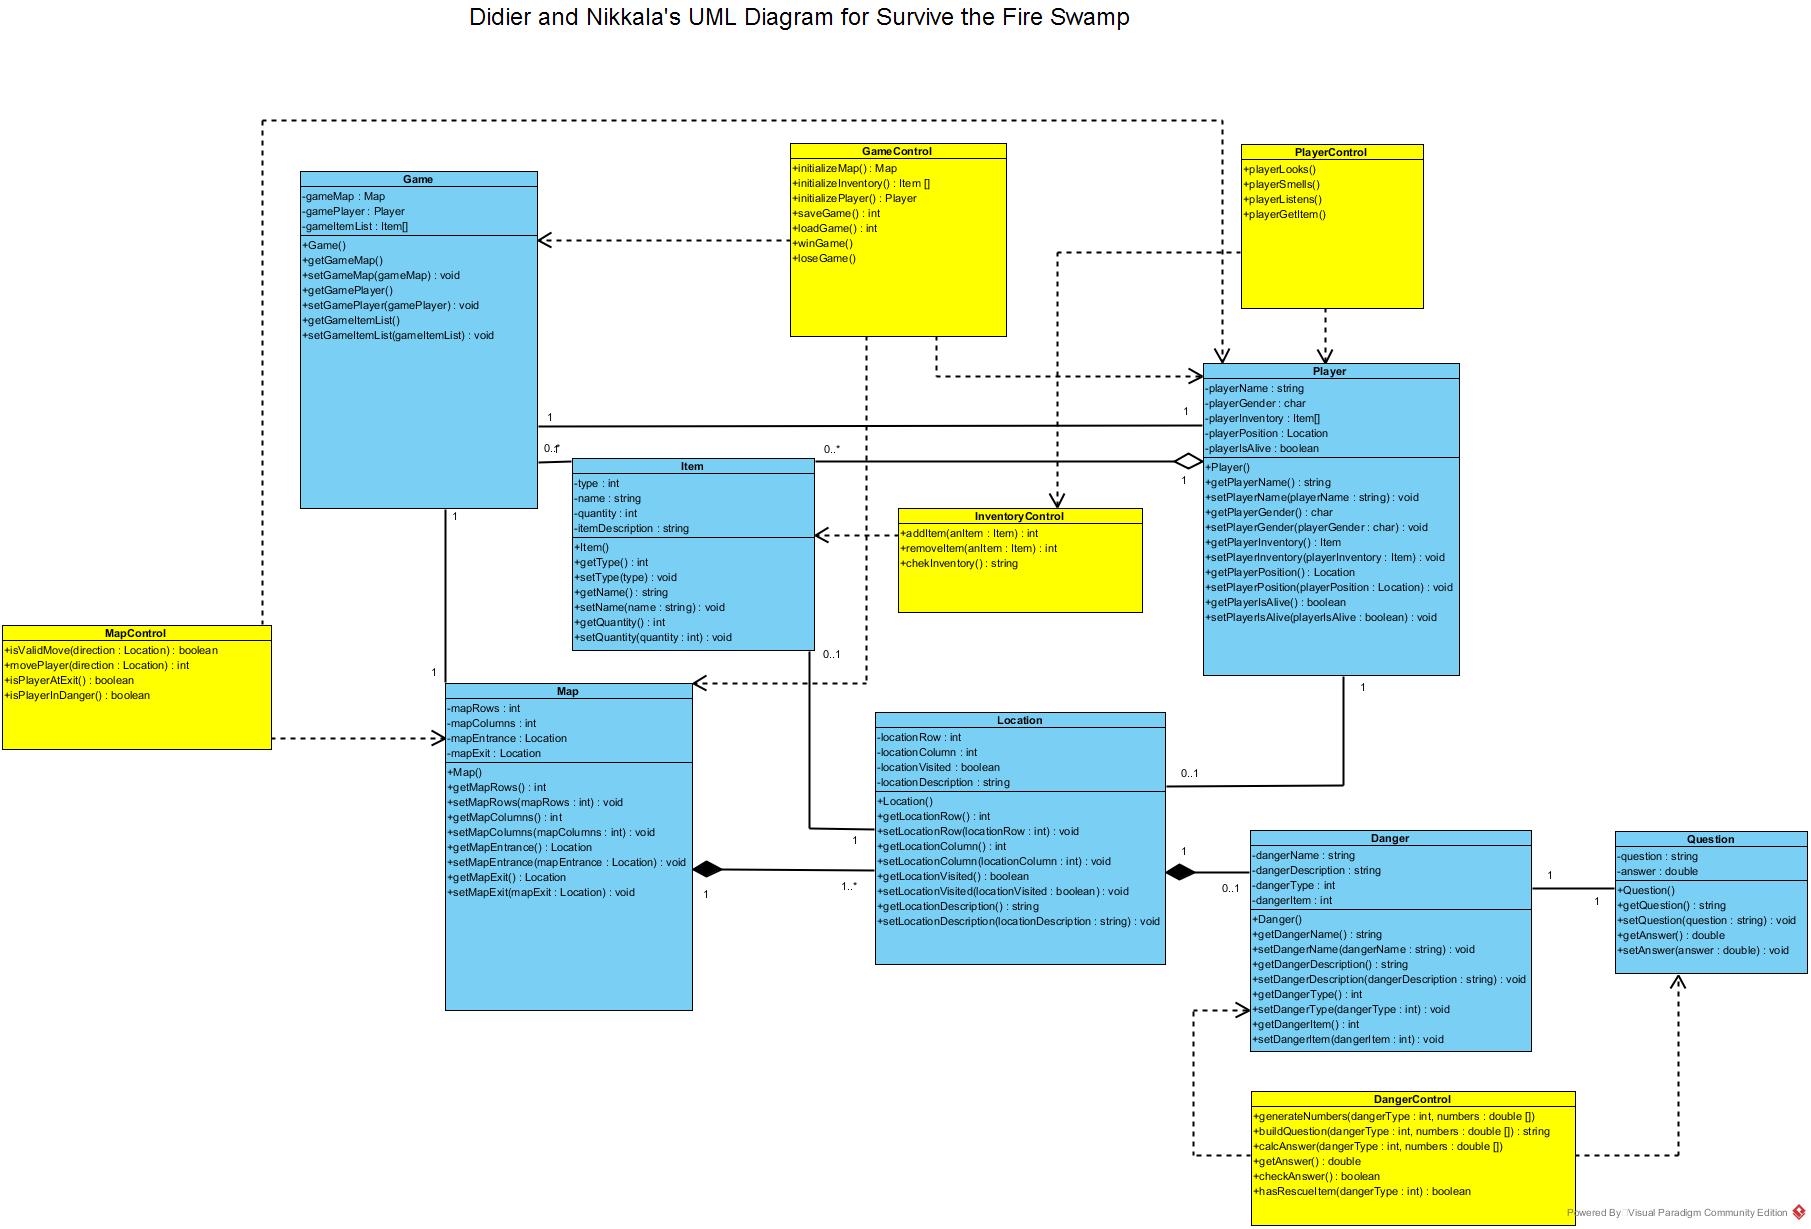 Didier and Nikkala's UML Diagram for Survive the Fire Swamp
GameControl
+initializeMap() : Map
+initializeInventory() : Item []
+initializePlayer() : Player
+saveGame() : int
+loadGame() : int
+winGame()
+loseGame()
PlayerControl
+playerLooks()
+playerSmells()
+playerListens()
+playerGetItem()
Game
-gameMap : Map
-gamePlayer : Player
-gameItemList : Item[]
+Game()
+getGameMap()
+setGameMap(gameMap) : void
+getGamePlayer()
+setGamePlayer(gamePlayer) : void
+getGameItemList()
+setGameItemList(gameItemList) : void
Player
-playerName : string
-playerGender : char
-playerInventory : Item[]
-playerPosition : Location
-playerIsAlive : boolean
+Player()
+getPlayerName() : string
+setPlayerName(playerName : string) : void
+getPlayerGender() : char
+setPlayerGender(playerGender : char) : void
+getPlayerInventory() : Item
+setPlayerInventory(playerInventory : Item) : void
+getPlayerPosition() : Location
+setPlayerPosition(playerPosition : Location) : void
+getPlayerIsAlive() : boolean
+setPlayerIsAlive(playerIsAlive : boolean) : void
1
1
0..*
1
Item
-type : int
-name : string
-quantity : int
-itemDescription : string
+Item()
+getType() : int
+setType(type) : void
+getName() : string
+setName(name : string) : void
+getQuantity() : int
+setQuantity(quantity : int) : void
InventoryControl
+addItem(anItem : Item) : int
+removeItem(anItem : Item) : int
+chekInventory() : string
1
1
0..1
1
MapControl
+isValidMove(direction : Location) : boolean
+movePlayer(direction : Location) : int
+isPlayerAtExit() : boolean
+isPlayerInDanger() : boolean
Map
-mapRows : int
-mapColumns : int
-mapEntrance : Location
-mapExit : Location
+Map()
+getMapRows() : int
+setMapRows(mapRows : int) : void
+getMapColumns() : int
+setMapColumns(mapColumns : int) : void
+getMapEntrance() : Location
+setMapEntrance(mapEntrance : Location) : void
+getMapExit() : Location
+setMapExit(mapExit : Location) : void
Location
-locationRow : int
-locationColumn : int
-locationVisited : boolean
-locationDescription : string
+Location()
+getLocationRow() : int
+setLocationRow(locationRow : int) : void
+getLocationColumn() : int
+setLocationColumn(locationColumn : int) : void
+getLocationVisited() : boolean
+setLocationVisited(locationVisited : boolean) : void
+getLocationDescription() : string
+setLocationDescription(locationDescription : string) : void
0..1
1
1
1..*
1
0..1
Danger
-dangerName : string
-dangerDescription : string
-dangerType : int
-dangerItem : int
+Danger()
+getDangerName() : string
+setDangerName(dangerName : string) : void
+getDangerDescription() : string
+setDangerDescription(dangerDescription : string) : void
+getDangerType() : int
+setDangerType(dangerType : int) : void
+getDangerItem() : int
+setDangerItem(dangerItem : int) : void
1
1
Question
-question : string
-answer : double
+Question()
+getQuestion() : string
+setQuestion(question : string) : void
+getAnswer() : double
+setAnswer(answer : double) : void
DangerControl
+generateNumbers(dangerType : int, numbers : double [])
+buildQuestion(dangerType : int, numbers : double []) : string
+calcAnswer(dangerType : int, numbers : double [])
+getAnswer() : double
+checkAnswer() : boolean
+hasRescueItem(dangerType : int) : boolean
Powered By Visual Paradigm Community Edition